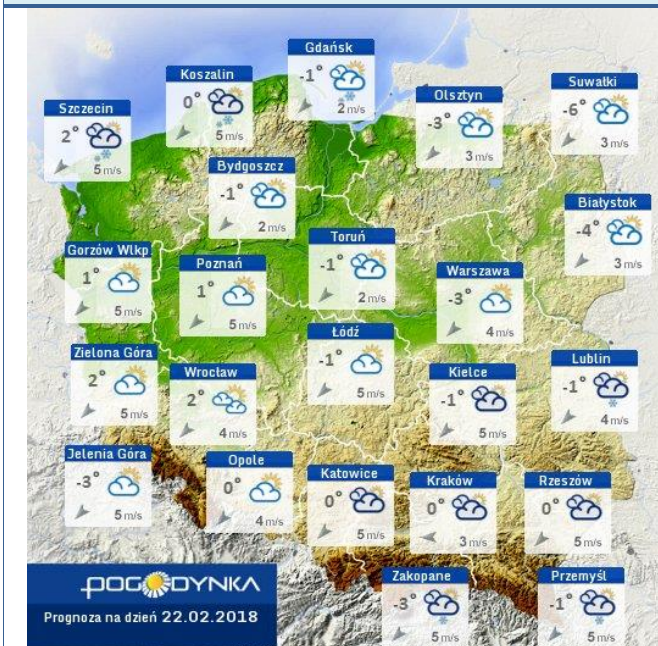 Gdańsk
-1°
2 m/s
Koszalin
0°
5 m/s
Suwałki
-6°
3 m/s
Olsztyn
-3°
3 m/s
Szczecin
2°
5 m/s
Bydgoszcz
-1°
2 m/s
Białystok
-4°
3 m/s
Toruń
-1°
2 m/s
Gorzów Wlkp
1°
5 m/s
Poznań
1°
5 m/s
Warszawa
-3°
4 m/s
Łódź
-1°
5 m/s
Zielona Góra
2°
5 m/s
Wrocław
2°
4 m/s
Kielce
-1°
5 m/s
Lublin
-1°
4 m/s
Jelenia Góra
-3°
5 m/s
Opole
0°
4 m/s
Katowice
0°
5 m/s
Kraków
0°
3 m/s
Rzeszów
0°
5 m/s
Zakopane
-3°
5 m/s
Przemyśl
-1°
5 m/s
POGODYNKA
Prognoza na dzień 22.02.2018